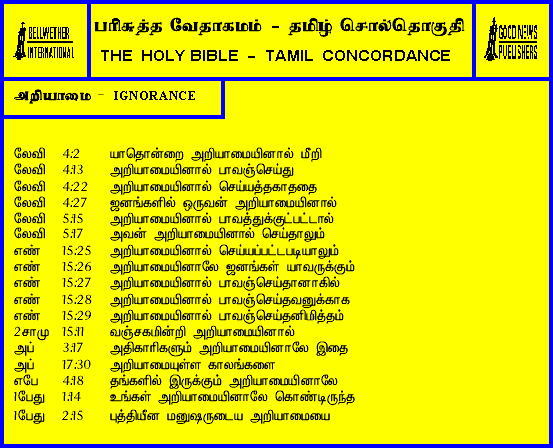 BELLWETHER
INTERNATIONAL
பரிசுத்த வேதாகமம் - தமிழ் சொல்தொகுதி
THE HOLY BIBLE - TAMIL CONCORDANCE
GOOD NEWS
PUBLISHERS
அறியாமை - IGNORANCE
லேவி 4:2 யாதொன்றை அறியாமையினால் மீறி
லேவி 4:13 அறியாமையினால் பாவஞ்செய்து
லேவி 4:22 அறியாமையினால் செய்யத்தகாததை
லேவி 4:27 ஜனங்களில் ஒருவன் அறியாமையினால்
லேவி 5:15 அறியாமையினால் பாவத்துக்குட்பட்டால்
லேவி 5:17 அவன் அறியாமையினால் செய்தாலும்
எண் 15:25 அறியாமையினால் செய்யப்பட்டபடியாலும்
எண் 15:26 அறியாமையினாலே ஜனங்கள் யாவருக்கும்
எண் 15:27 அறியாமையினால் பாவஞ்செய்தானாகில்
எண் 15:28 அறியாமையினால் பாவஞ்செய்தவனுக்காக
எண் 15:29 அறியாமையினால் பாவஞ்செய்தனிமித்தம்
2சாமு 15:11 வஞ்சகமின்றி அறியாமையினால்
அப் 3:17 அதிகாரிகளும் அறியாமையினாலே இதை
அப் 17:30 அறியாமையுள்ள காலங்களை
எபே 4:18 தங்களில் இருக்கும் அறியாமையினாலே
1பேது 1:14 உங்கள் அறியாமையினாலே கொண்டிருந்த
1பேது 2:15 புத்தியீன மனுஷருடைய அறியாமையை